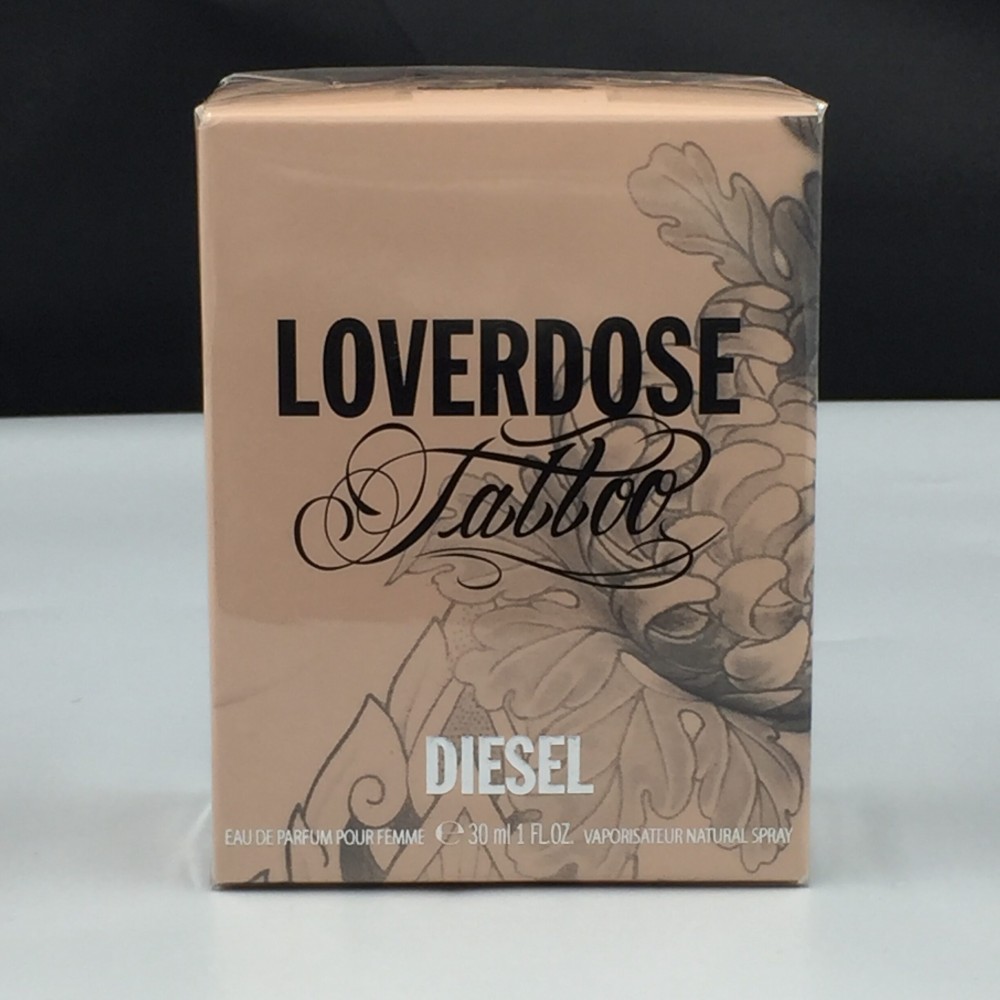 LOVERDOSE
Tattoo
DIESEL
EAU DE PARFUM POUR FEMME ℮ 30 ml 1 FL.OZ. VAPORISATEUR NATURAL SPRAY